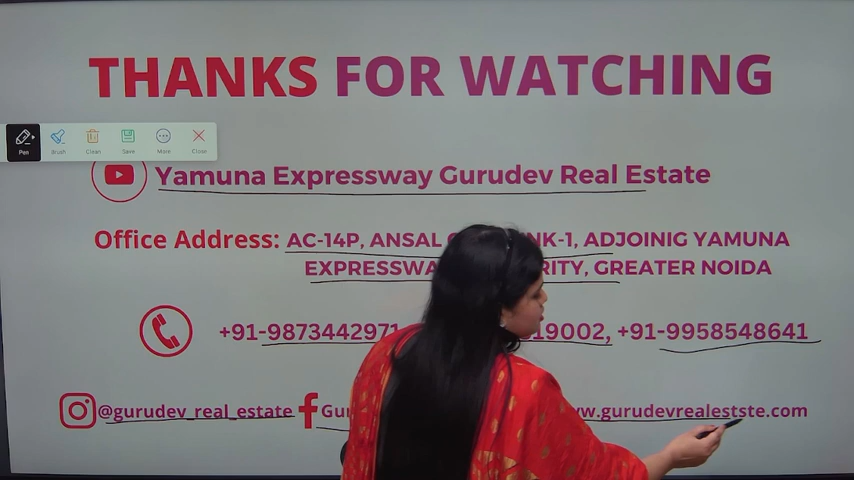 THANKS FOR WATCHING
Pen Brush Clean Save More Close
Yamuna Expressway Gurudev Real Estate
Office Address: AC-14P, ANSAL NK-1, ADJOINIG YAMUNA
EXPRESSWA RITY, GREATER NOIDA
+91-9873442971 19002, +91-9958548641
@gurudev_real_estate Gu w.gurudevrealestste.com